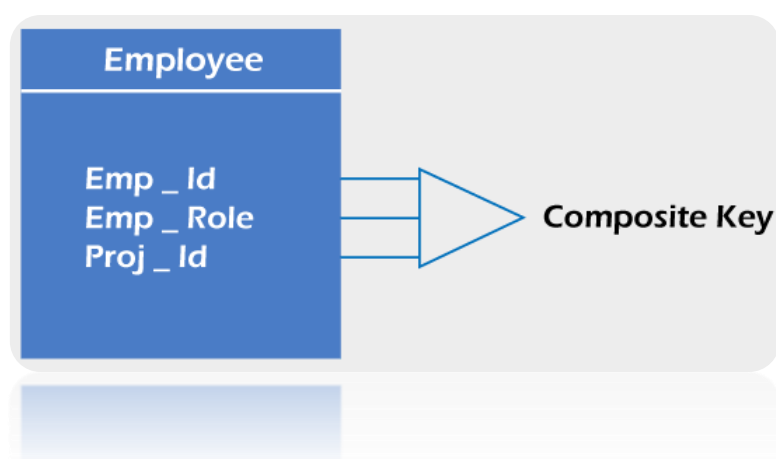 Employee
Emp _ Id
Emp _ Role
Proj _ Id
Composite Key